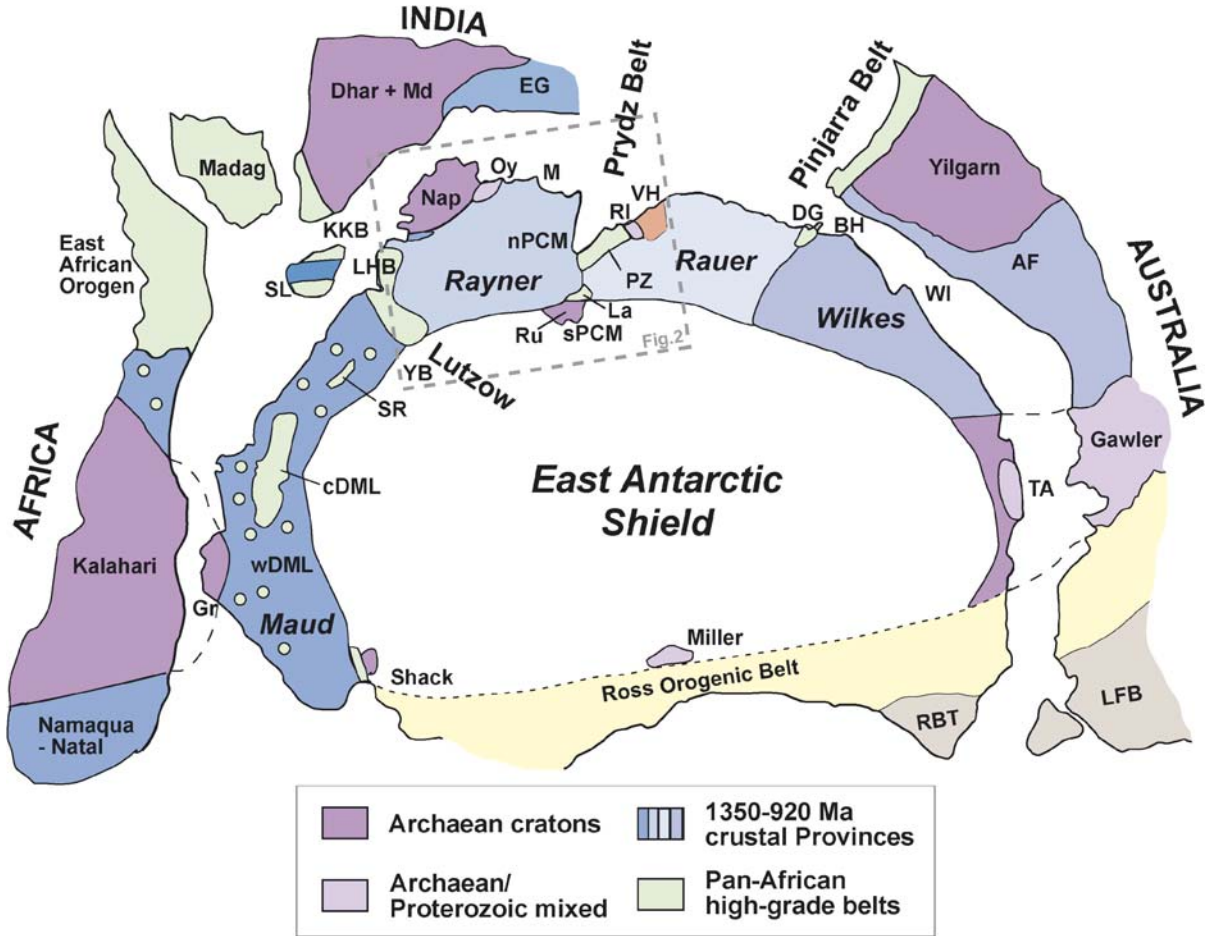 INDIA
Dhar + Md
EG
Prydz Belt
Pinjarra Belt
Madag
Yilgarn
Nap
Oy
M
VH
RI
DG
BH
KKB
East
African
Orogen
nPCM
LHB
Rayner
PZ
Rauer
AF
SL
WI
La
Wilkes
Ru
sPCM
Fig.2
AUSTRALIA
YB
Lutzow
SR
Gawler
AFRICA
cDML
East Antarctic
Shield
TA
Kalahari
wDML
Gr
Maud
Miller
Shack
Ross Orogenic Belt
Namaqua
- Natal
RBT
LFB
Archaean cratons
1350-920 Ma
crustal Provinces
Archaean/
Proterozoic mixed
Pan-African
high-grade belts